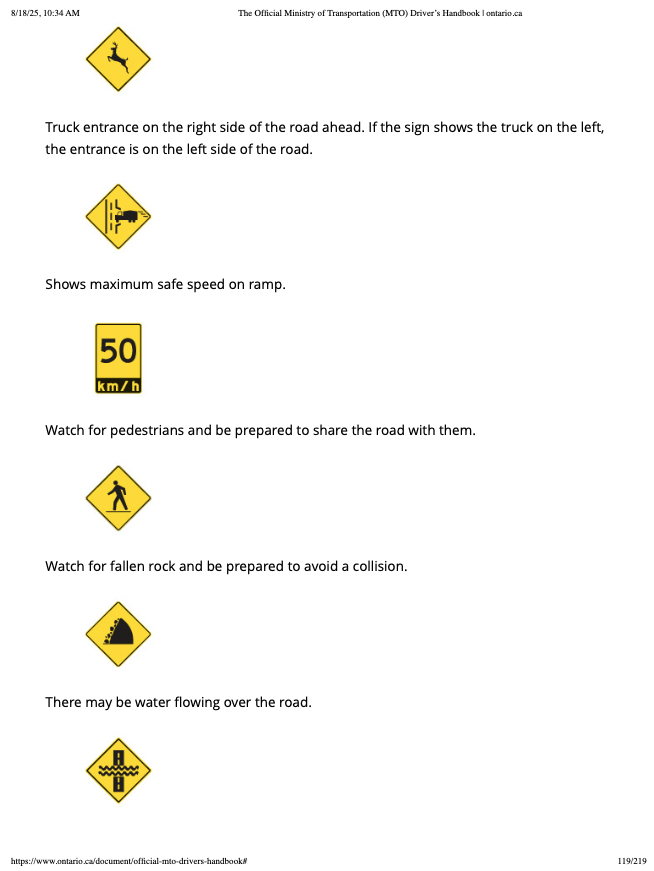 8/18/25, 10:34 AM
The Official Ministry of Transportation (MTO) Driver's Handbook | ontario.ca
Truck entrance on the right side of the road ahead. If the sign shows the truck on the left,
the entrance is on the left side of the road.
Shows maximum safe speed on ramp.
50
km/h
Watch for pedestrians and be prepared to share the road with them.
Watch for fallen rock and be prepared to avoid a collision.
There may be water flowing over the road.
https://www.ontario.ca/document/official-mto-drivers-handbook#
119/219